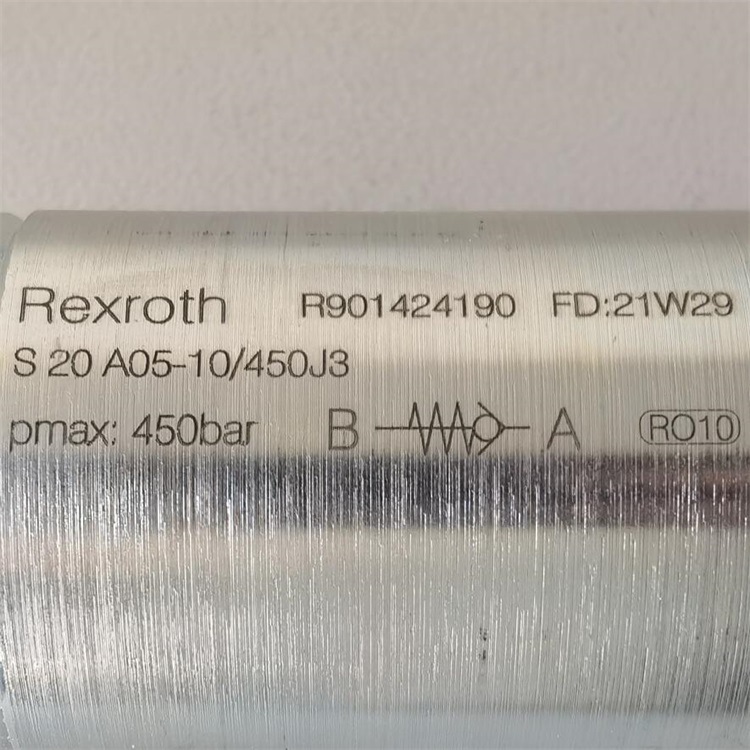 Rexroth R901424190 FD:21W29
S 20 A05-10/450J3
pmax: 450bar B A RO10